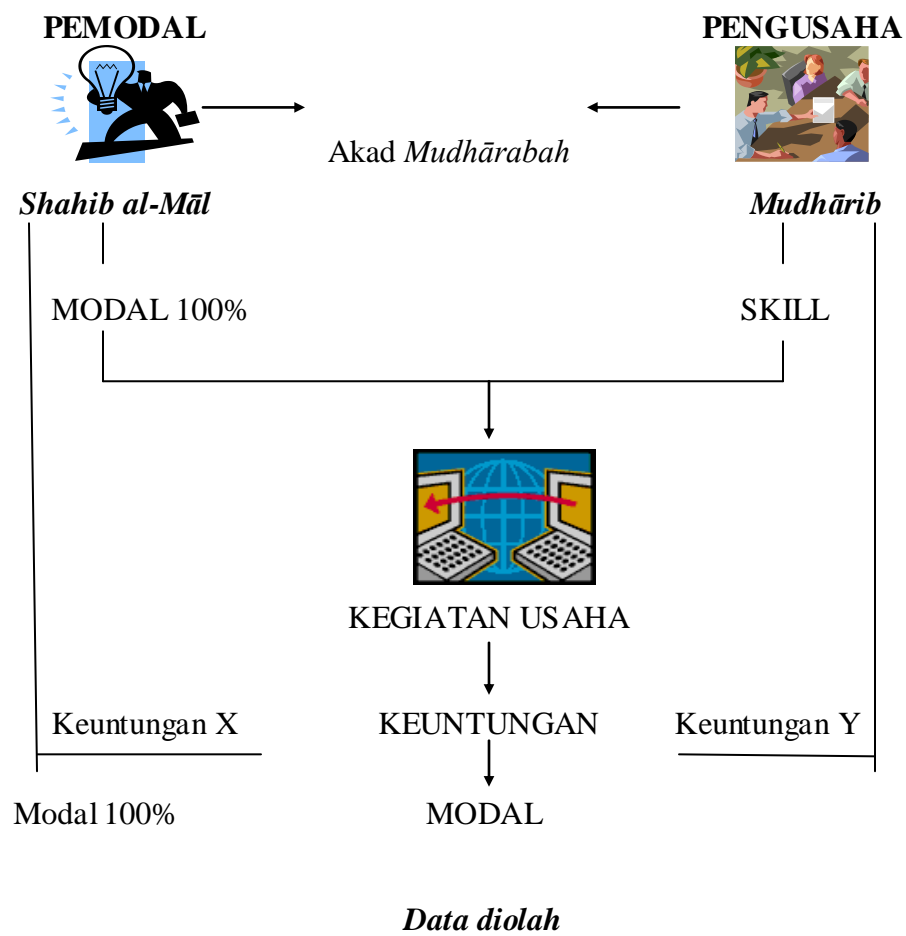 PEMODAL PENGUSAHA
Akad Mudhārabah
Shahib al-Māl Mudhārib
MODAL 100% SKILL
KEGIATAN USAHA
Keuntungan X KEUNTUNGAN Keuntungan Y
Modal 100% MODAL
Data diolah